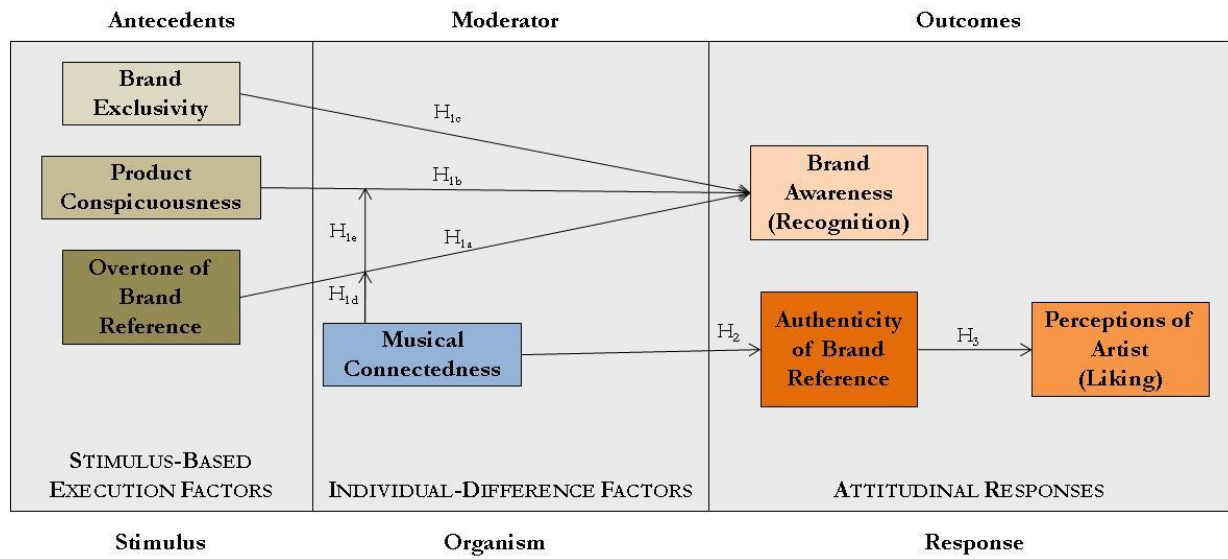 Antecedents
Moderator
Outcomes
Brand
Exclusivity
H1c
Product
Conspicuousness
H1b
Brand
Awareness
(Recognition)
H1e
H1a
Overtone of
Brand
Reference
H1d
Musical
Connectedness
H2
Authenticity
of Brand
Reference
H3
Perceptions of
Artist
(Liking)
STIMULUS-BASED
EXECUTION FACTORS
INDIVIDUAL-DIFFERENCE FACTORS
ATTITUDINAL RESPONSES
Stimulus
Organism
Response